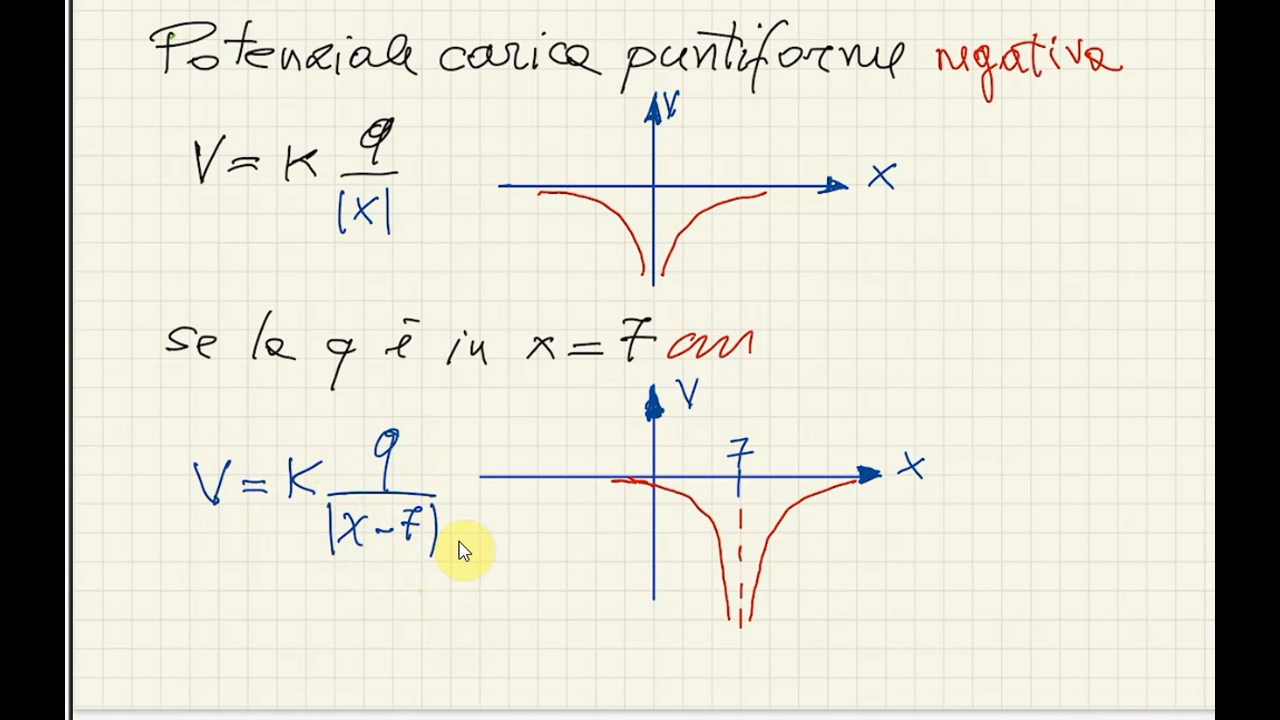 Potenziale carica puntiforme negativa
V = K q/|x|
V
x
se la q è in x = 7 cm
V = K q/|x-7|
V
7
x